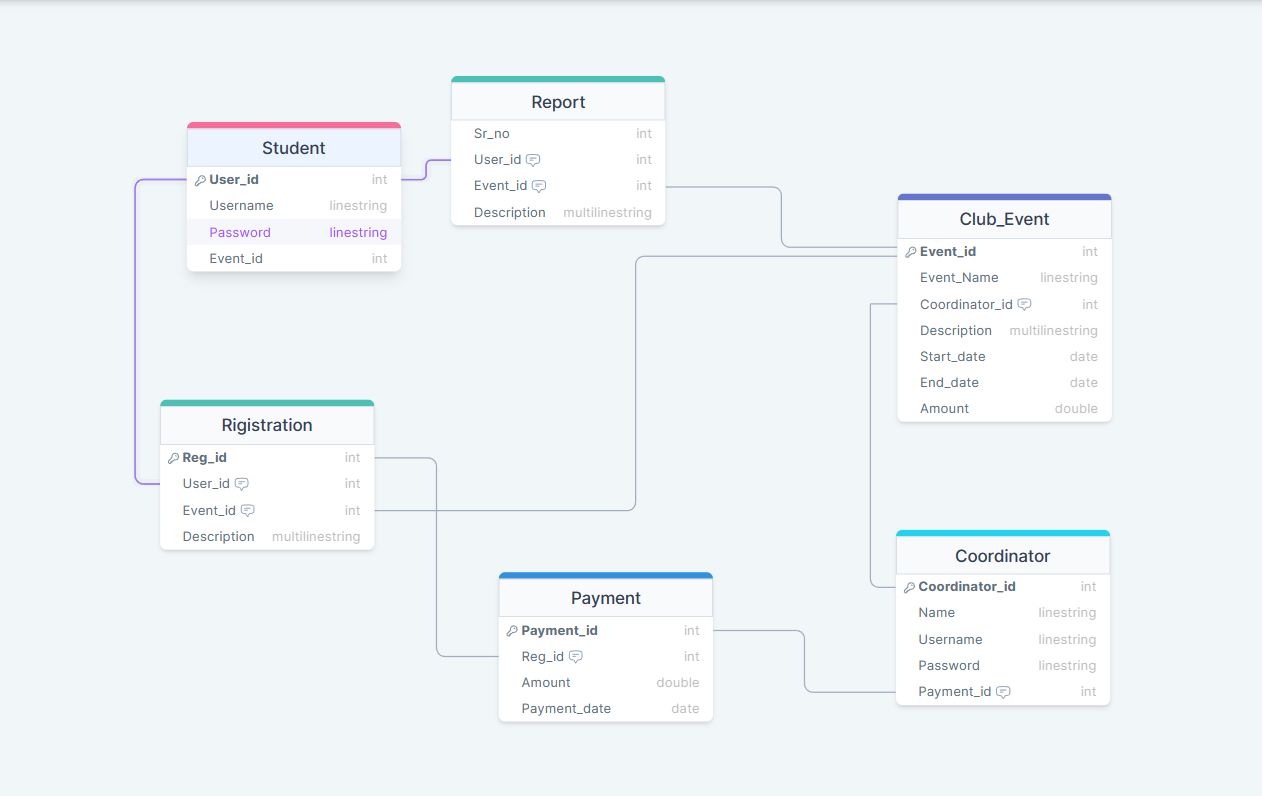 Student
User_id int
Username linestring
Password linestring
Event_id int
Report
Sr_no int
User_id int
Event_id int
Description multilinestring
Club_Event
Event_id int
Event_Name linestring
Coordinator_id int
Description multilinestring
Start_date date
End_date date
Amount double
Rigistration
Reg_id int
User_id int
Event_id int
Description multilinestring
Payment
Payment_id int
Reg_id int
Amount double
Payment_date date
Coordinator
Coordinator_id int
Name linestring
Username linestring
Password linestring
Payment_id int